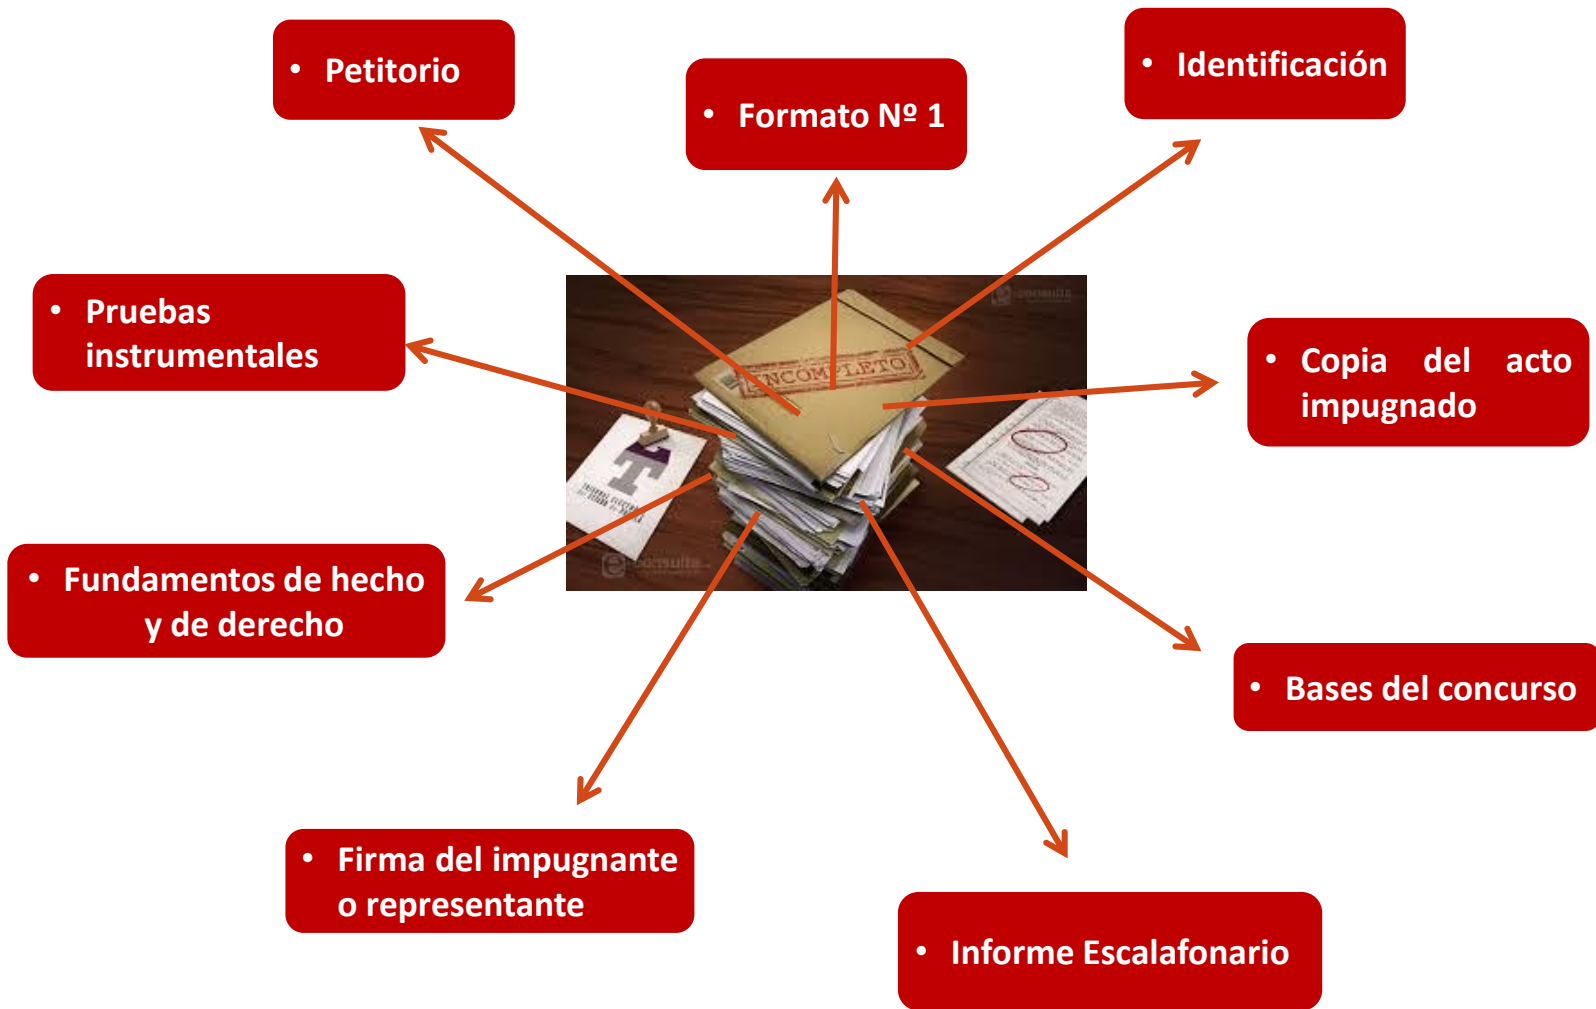 • Petitorio
• Formato Nº 1
• Identificación
• Pruebas
instrumentales
• Copia del acto
impugnado
INCOMPLETO
e-consulta
• Fundamentos de hecho
y de derecho
• Bases del concurso
• Firma del impugnante
o representante
• Informe Escalafonario